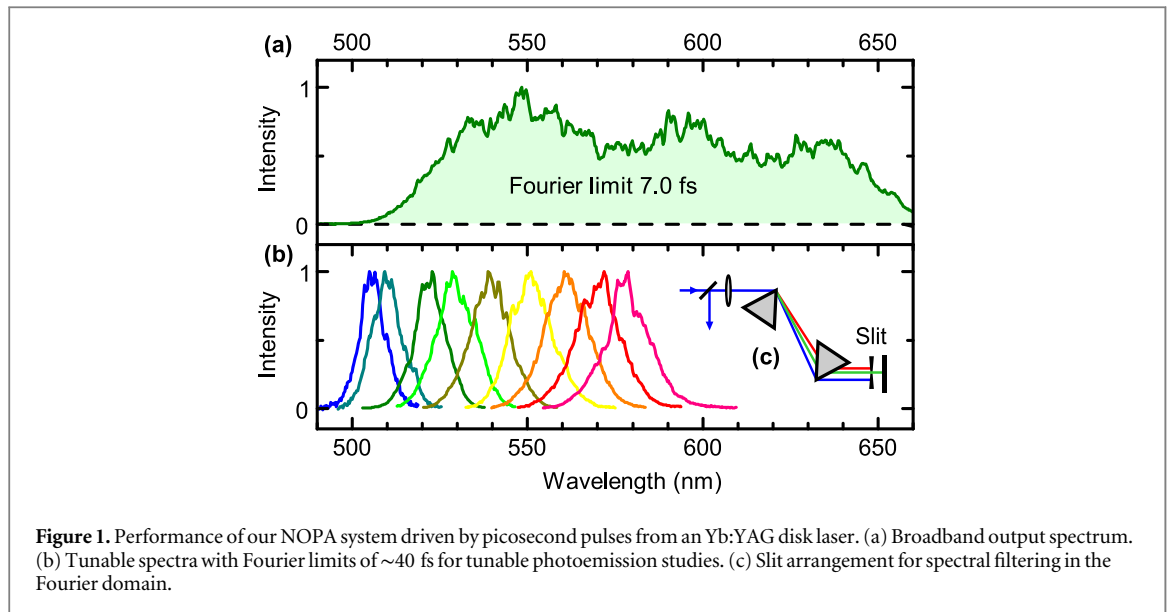 (a) 500 550 600 650
1
Intensity
Fourier limit 7.0 fs
0
(b)
1
Slit
(c)
Intensity
0
500 550 600 650
Wavelength (nm)
Figure 1. Performance of our NOPA system driven by picosecond pulses from an Yb:YAG disk laser. (a) Broadband output spectrum.
(b) Tunable spectra with Fourier limits of ~40 fs for tunable photoemission studies. (c) Slit arrangement for spectral filtering in the
Fourier domain.